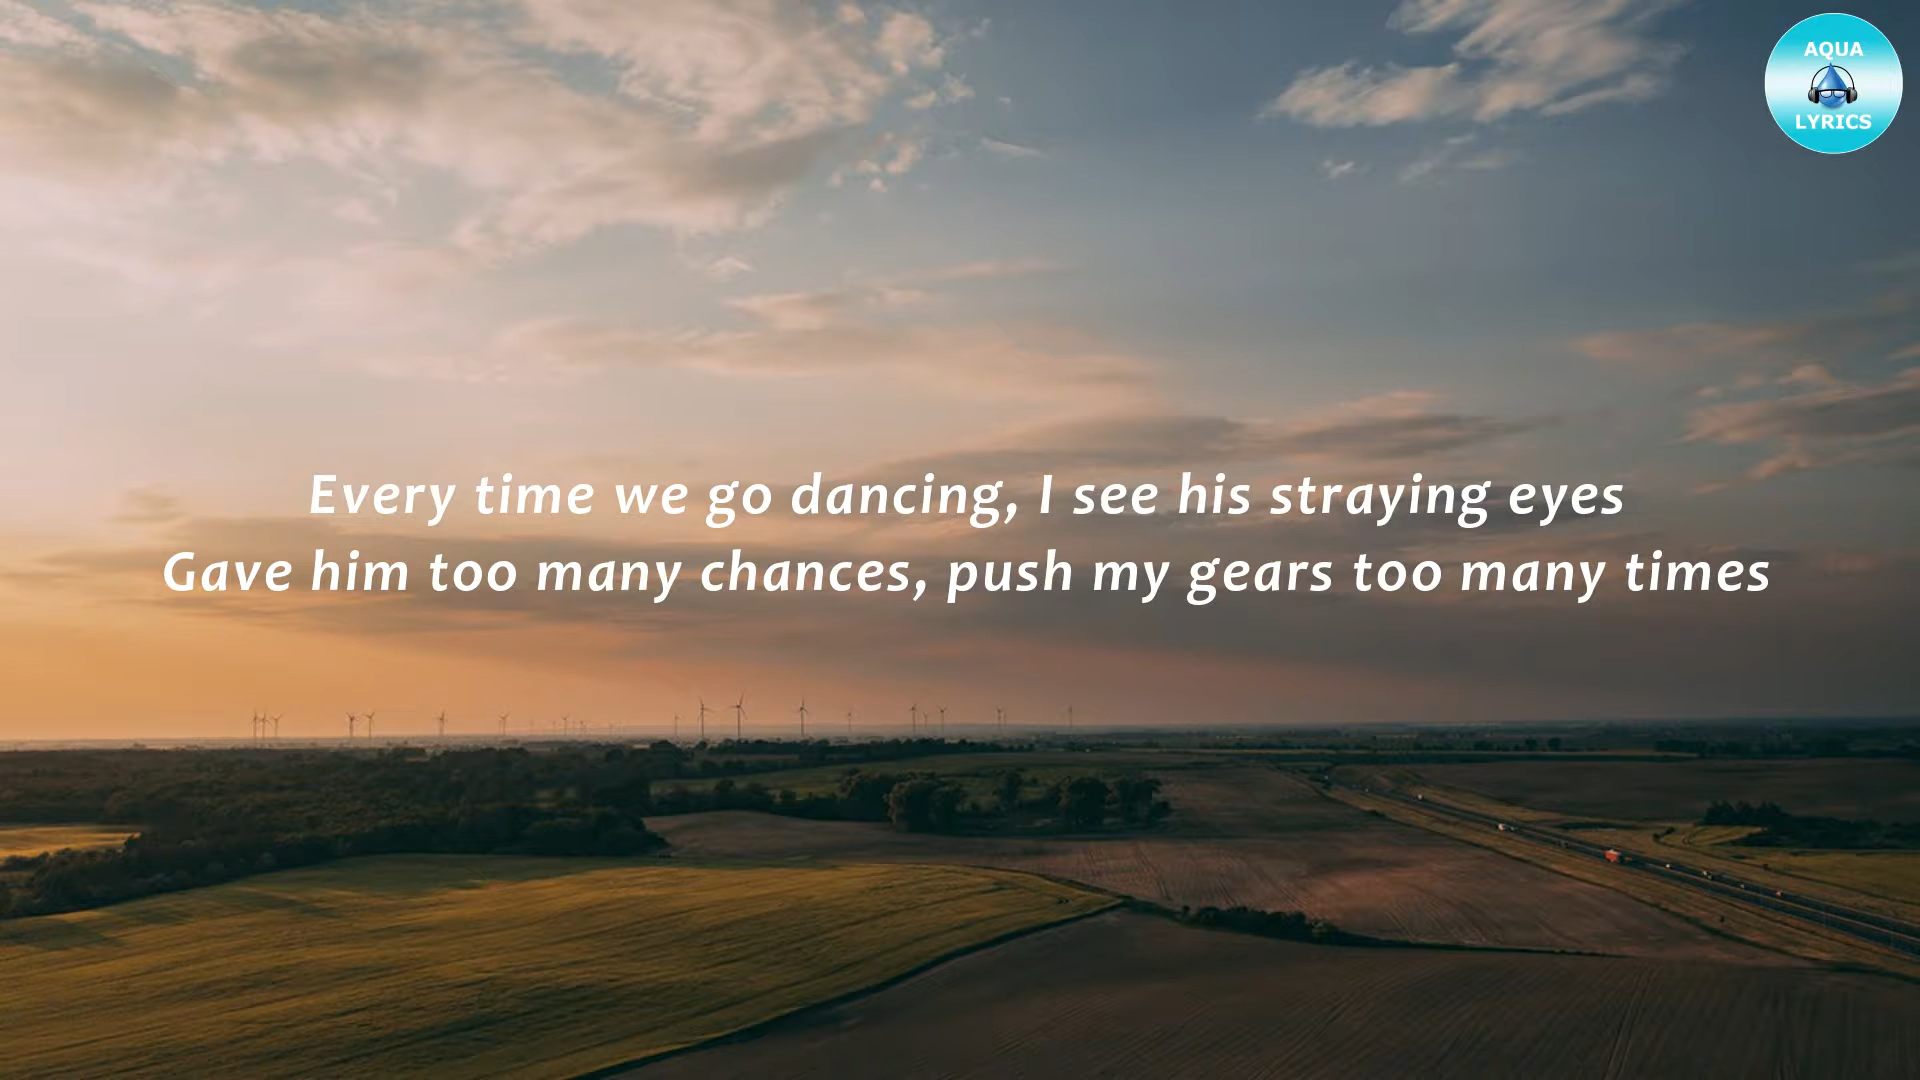 AQUA
LYRICS
Every time we go dancing, I see his straying eyes
Gave him too many chances, push my gears too many times